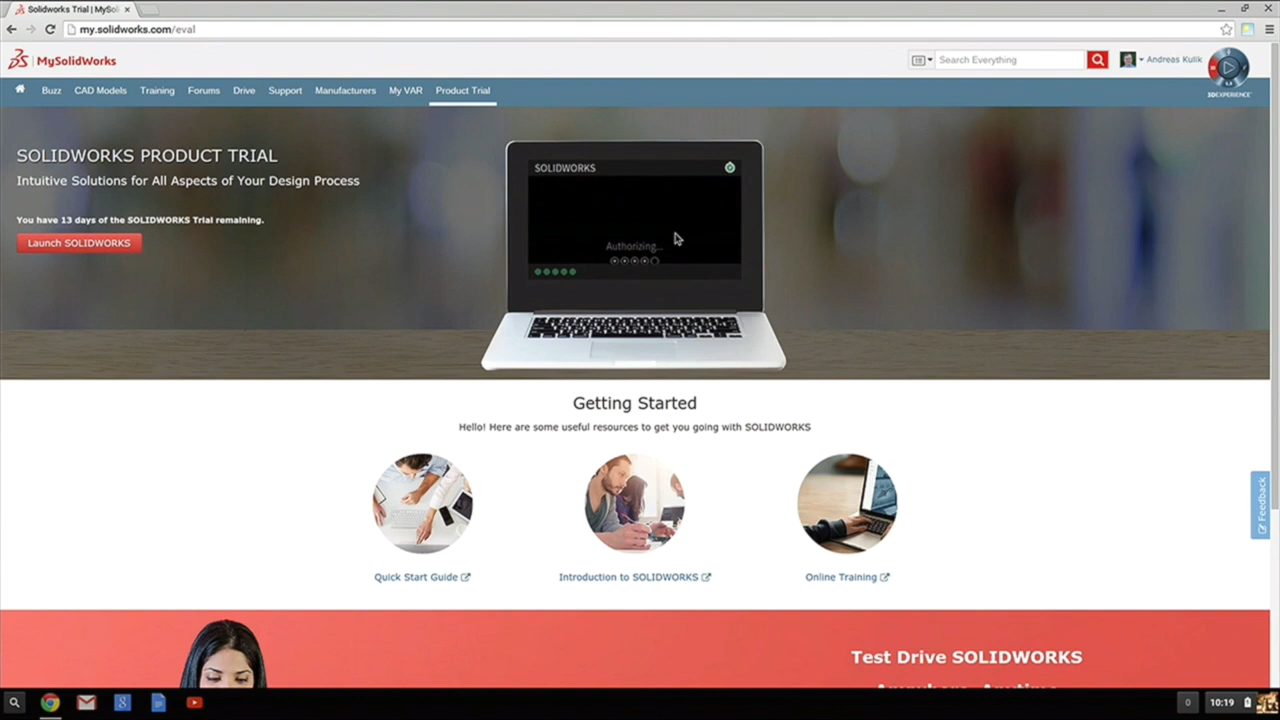 Solidworks Trial | MySol
my.solidworks.com/eval
MySolidWorks
Search Everything
Andreas Kulik
3DEXPERIENCE
Buzz
CAD Models
Training
Forums
Drive
Support
Manufacturers
My VAR
Product Trial
SOLIDWORKS PRODUCT TRIAL
Intuitive Solutions for All Aspects of Your Design Process
You have 13 days of the SOLIDWORKS Trial remaining.
Launch SOLIDWORKS
SOLIDWORKS
Authorizing...
Getting Started
Hello! Here are some useful resources to get you going with SOLIDWORKS
Quick Start Guide
Introduction to SOLIDWORKS
Online Training
Feedback
Test Drive SOLIDWORKS
Anywhere, Anytime
0
10:19